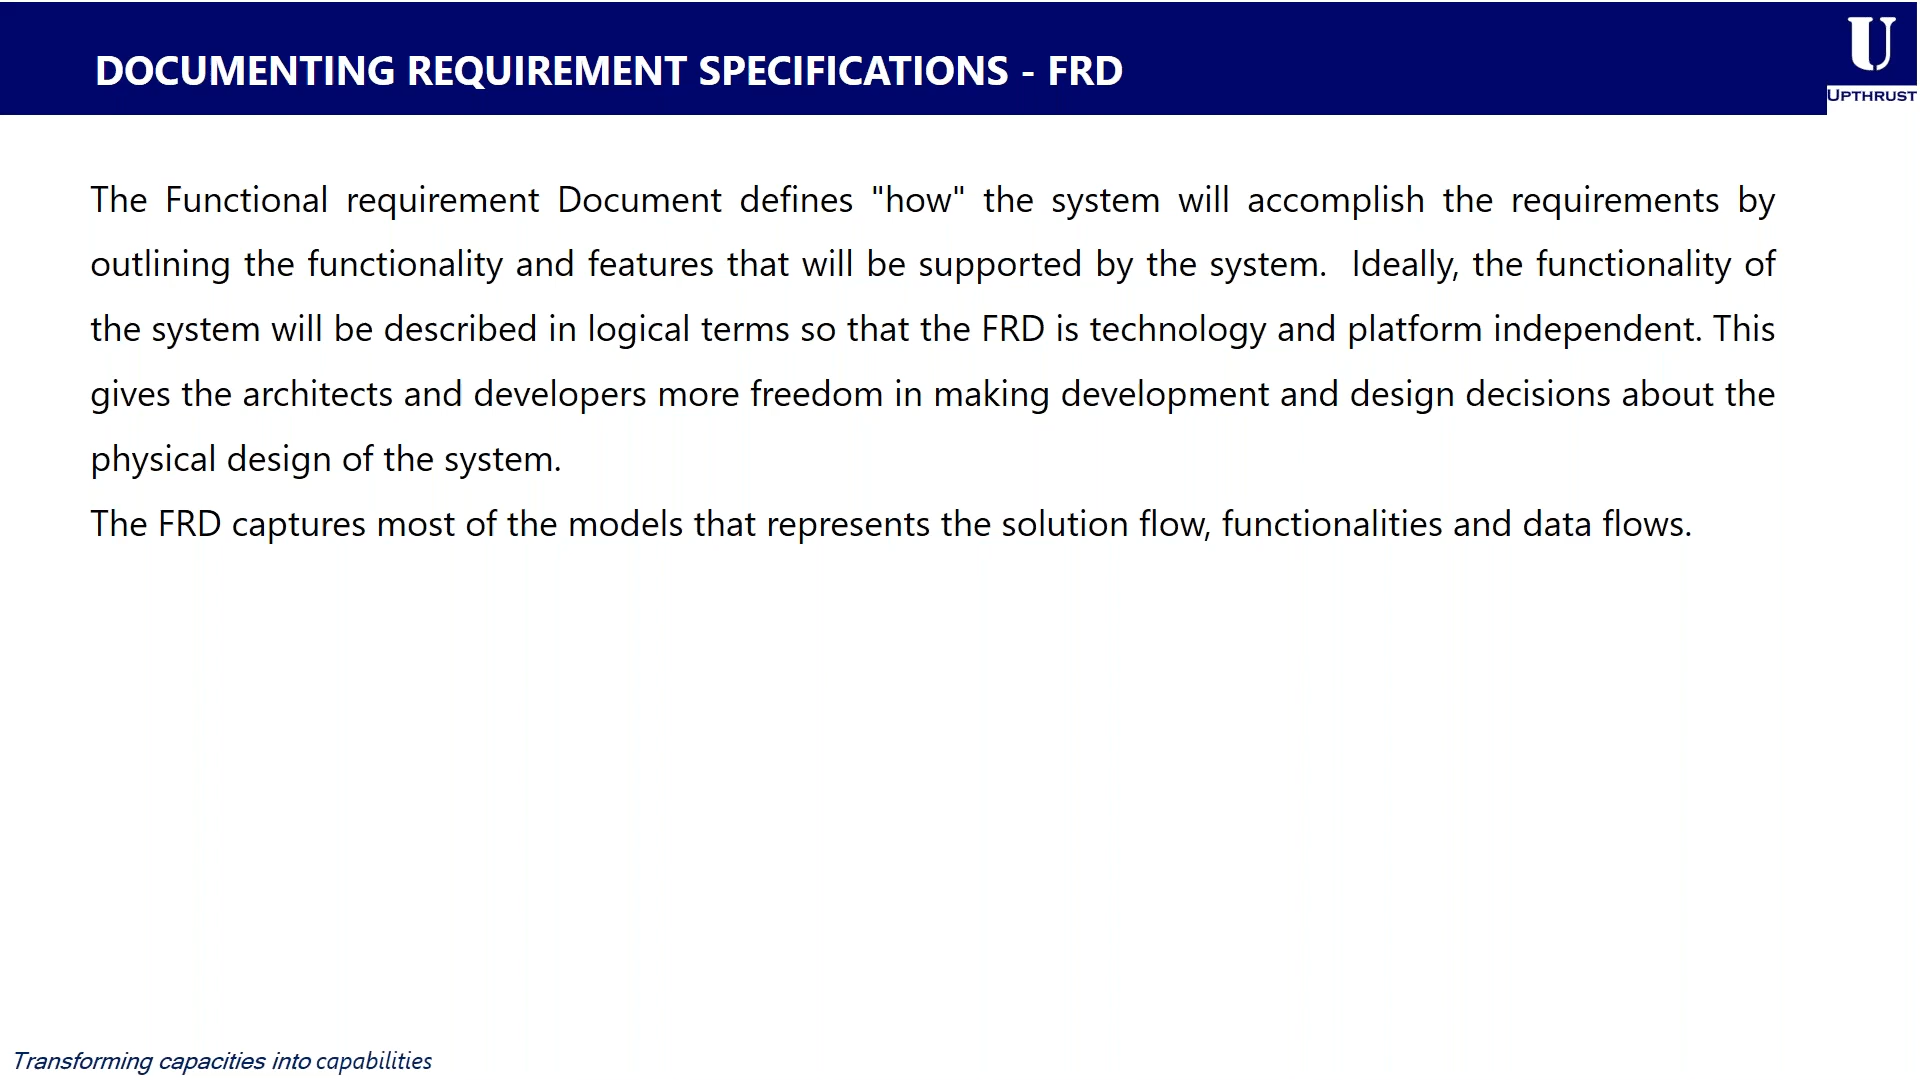 DOCUMENTING REQUIREMENT SPECIFICATIONS - FRD
U
UPTHRUST
The Functional requirement Document defines "how" the system will accomplish the requirements by
outlining the functionality and features that will be supported by the system.  Ideally, the functionality of
the system will be described in logical terms so that the FRD is technology and platform independent. This
gives the architects and developers more freedom in making development and design decisions about the
physical design of the system.
The FRD captures most of the models that represents the solution flow, functionalities and data flows.
Transforming capacities into capabilities